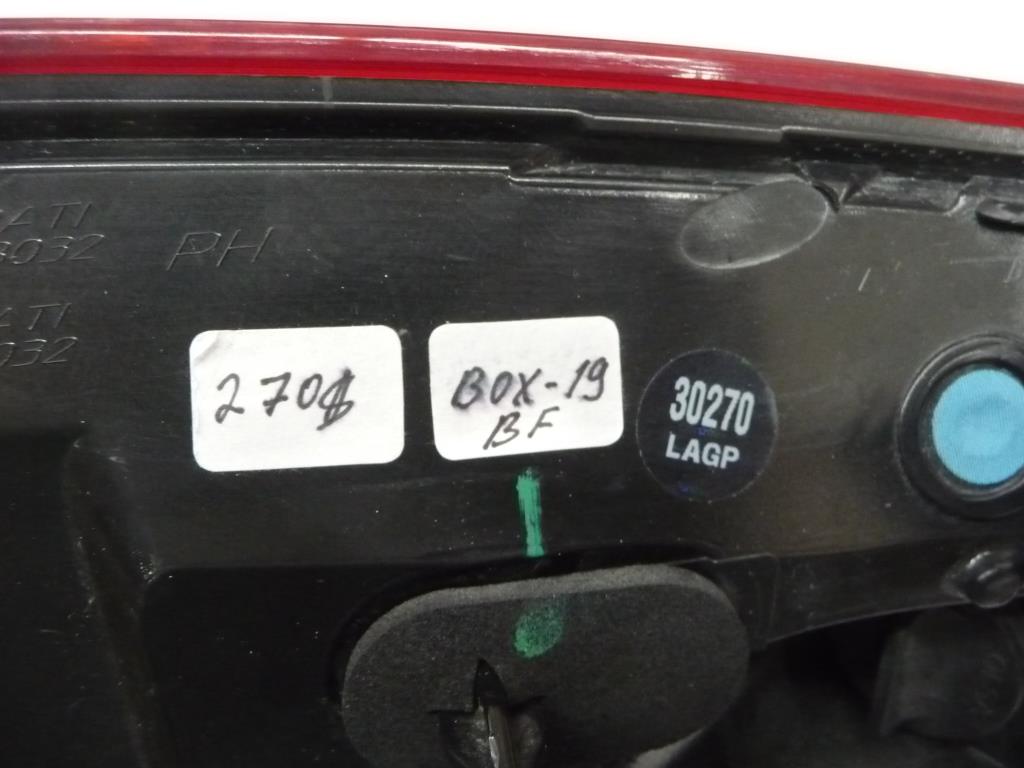 PH
270$
BOX-19
BF
30270
LAGP